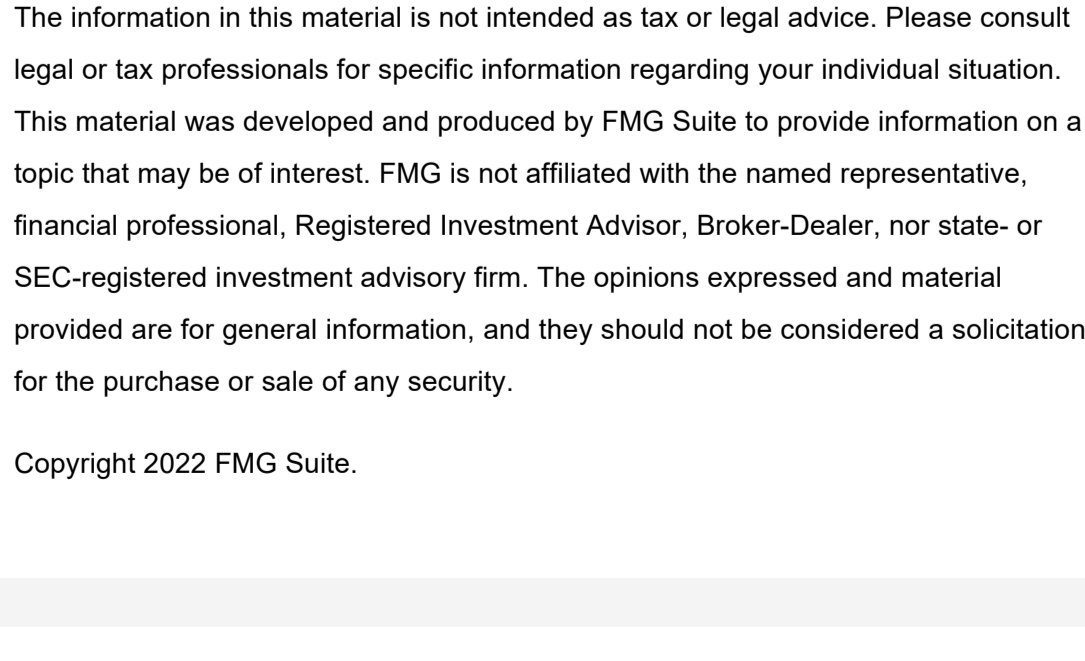 The information in this material is not intended as tax or legal advice. Please consult
legal or tax professionals for specific information regarding your individual situation.
This material was developed and produced by FMG Suite to provide information on a
topic that may be of interest. FMG is not affiliated with the named representative,
financial professional, Registered Investment Advisor, Broker-Dealer, nor state- or
SEC-registered investment advisory firm. The opinions expressed and material
provided are for general information, and they should not be considered a solicitation
for the purchase or sale of any security.
Copyright 2022 FMG Suite.